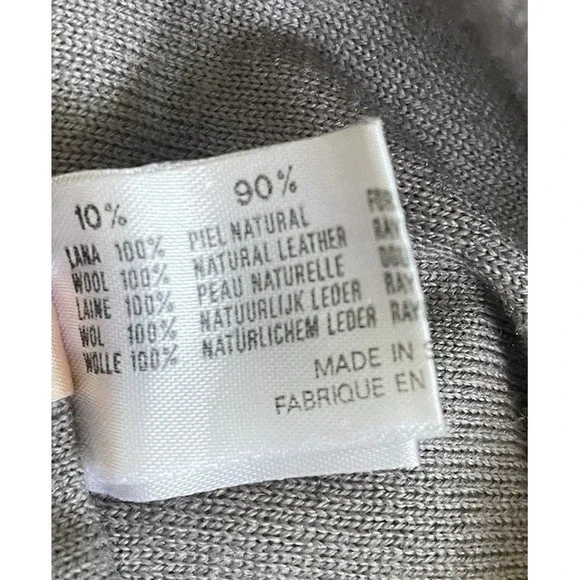 10% 90%
LANA 100% PIEL NATURAL
WOOL 100% NATURAL LEATHER
LAINE 100% PEAU NATURELLE
WOL 100% NATUURLIJK LEDER
WOLLE 100% NATÜRLICHEM LEDER
MADE IN
FABRIQUE EN